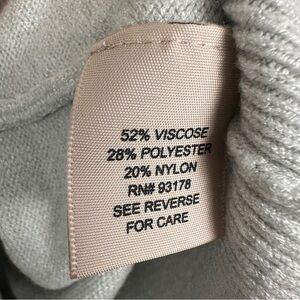 52% VISCOSE
28% POLYESTER
20% NYLON
RN# 93178
SEE REVERSE
FOR CARE